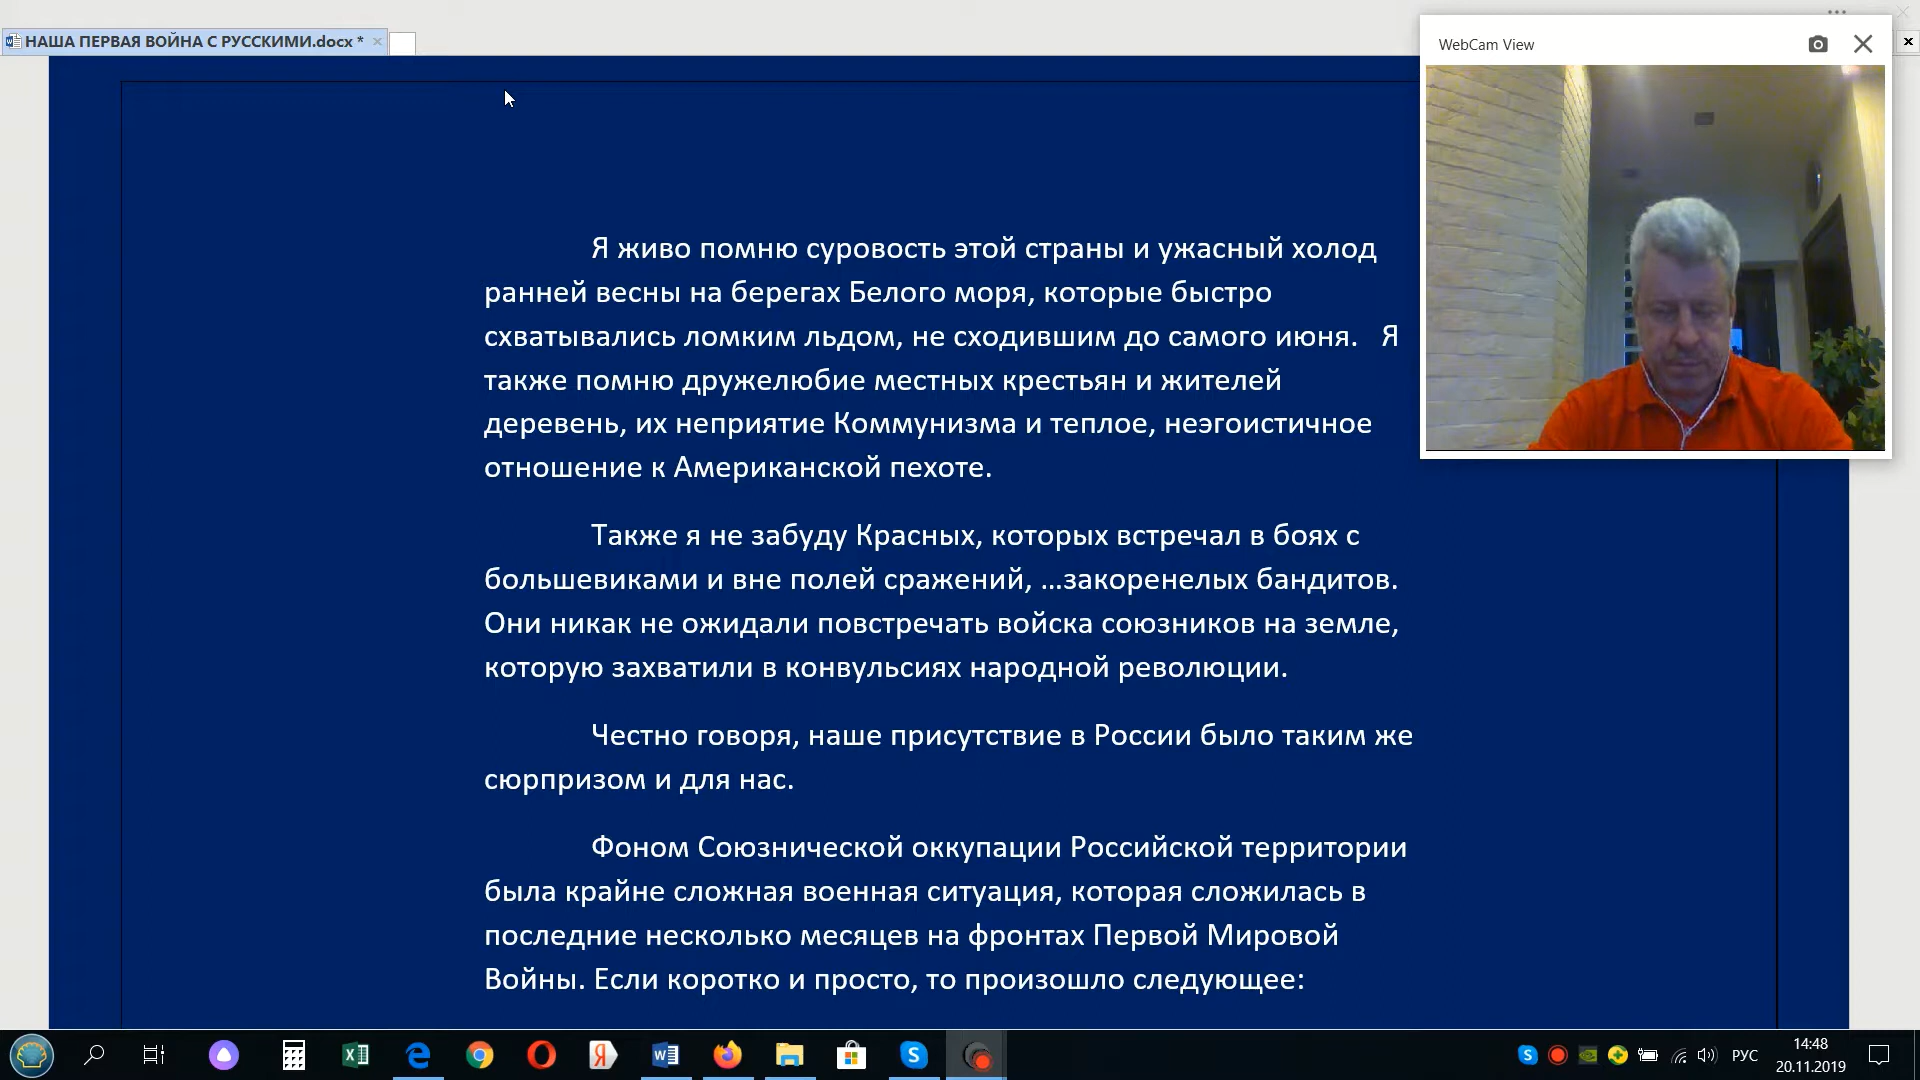 НАША ПЕРВАЯ ВОЙНА С РУССКИМИ.docx *
WebCam View
Я живо помню суровость этой страны и ужасный холод
ранней весны на берегах Белого моря, которые быстро
схватывались ломким льдом, не сходившим до самого июня. Я
также помню дружелюбие местных крестьян и жителей
деревень, их неприятие Коммунизма и теплое, неэгоистичное
отношение к Американской пехоте.
Также я не забуду Красных, которых встречал в боях с
большевиками и вне полей сражений, ...закоренелых бандитов.
Они никак не ожидали повстречать войска союзников на земле,
которую захватили в конвульсиях народной революции.
Честно говоря, наше присутствие в России было таким же
сюрпризом и для нас.
Фоном Союзнической оккупации Российской территории
была крайне сложная военная ситуация, которая сложилась в
последние несколько месяцев на фронтах Первой Мировой
Войны. Если коротко и просто, то произошло следующее:
РУС
14:48
20.11.2019